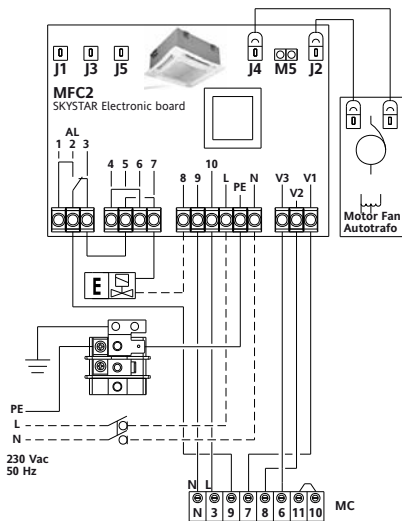 J1 J3 J5 J4 M5 J2
MFC2
SKYSTAR Electronic board
AL
1 2 3
4 5 6 7
8 9 10 L PE N
V3 V2 V1
Motor Fan
Autotrafo
E
PE
L
N
230 Vac
50 Hz
N L
N 3 9 7 8 6 11 10
MC